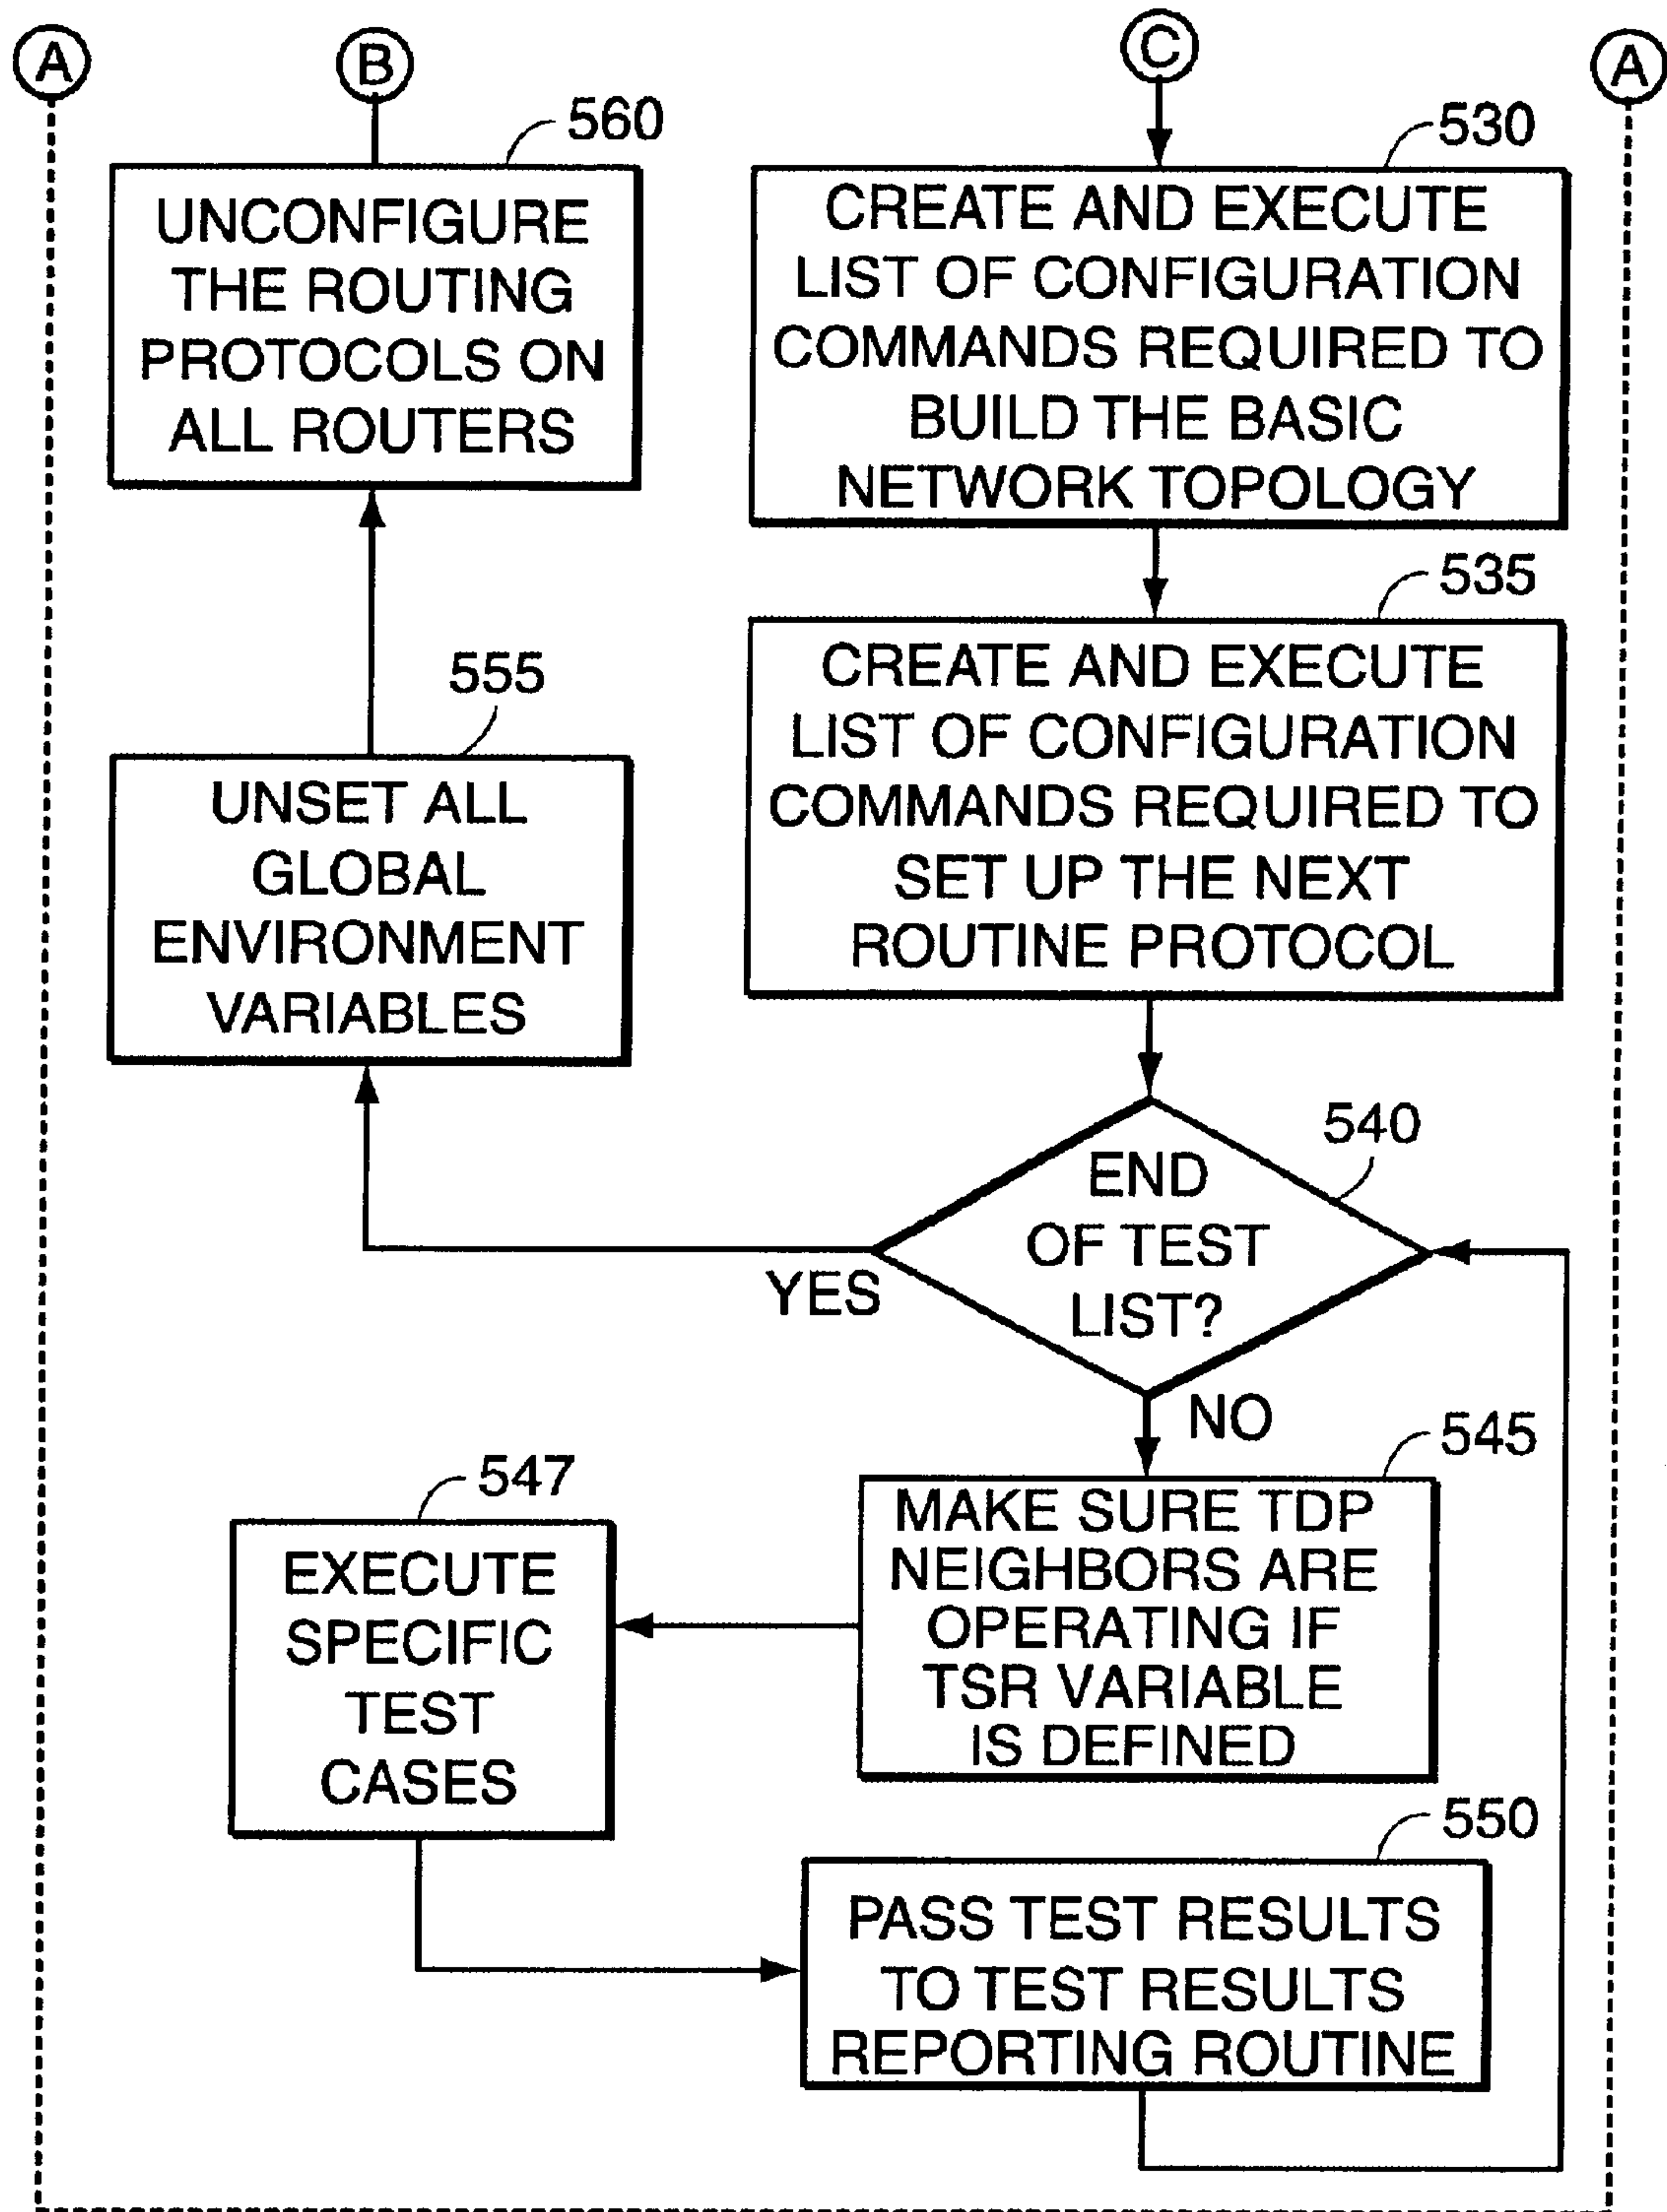 A
B
C
A
560
UNCONFIGURE
THE ROUTING
PROTOCOLS ON
ALL ROUTERS
530
CREATE AND EXECUTE
LIST OF CONFIGURATION
COMMANDS REQUIRED TO
BUILD THE BASIC
NETWORK TOPOLOGY
535
CREATE AND EXECUTE
LIST OF CONFIGURATION
COMMANDS REQUIRED TO
SET UP THE NEXT
ROUTINE PROTOCOL
555
UNSET ALL
GLOBAL
ENVIRONMENT
VARIABLES
540
END
OF TEST
LIST?
YES
NO
545
MAKE SURE TDP
NEIGHBORS ARE
OPERATING IF
TSR VARIABLE
IS DEFINED
547
EXECUTE
SPECIFIC
TEST
CASES
550
PASS TEST RESULTS
TO TEST RESULTS
REPORTING ROUTINE